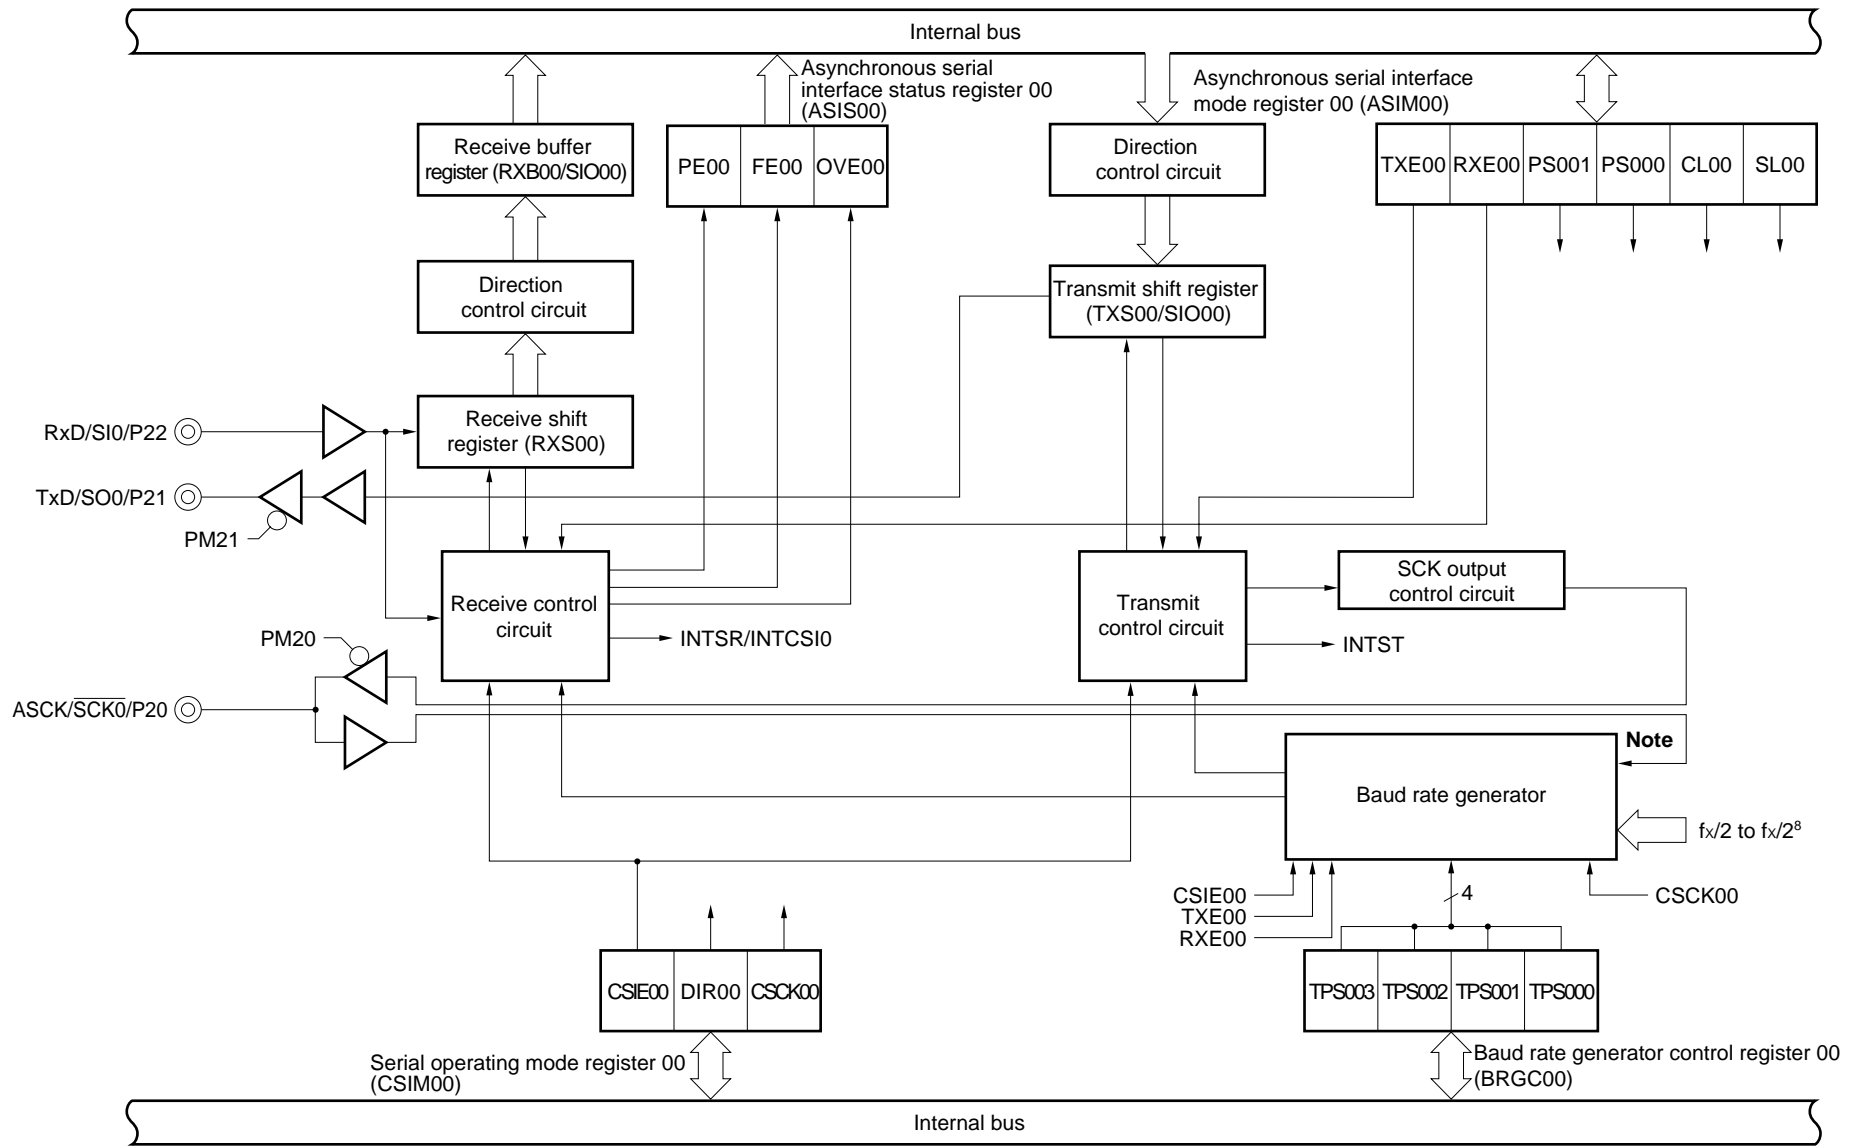 Internal bus
Asynchronous serial
interface status register 00
(ASIS00)
Asynchronous serial interface
mode register 00 (ASIM00)
Receive buffer
register (RXB00/SIO00)
PE00
FE00
OVE00
Direction
control circuit
TXE00
RXE00
PS001
PS000
CL00
SL00
Direction
control circuit
Transmit shift register
(TXS00/SIO00)
RxD/SI0/P22
Receive shift
register (RXS00)
TxD/SO0/P21
PM21
Receive control
circuit
INTSR/INTCSI0
Transmit
control circuit
SCK output
control circuit
INTST
PM20
ASCK/SCK0/P20
Note
Baud rate generator
fX/2 to fX/2⁸
CSIE00
TXE00
RXE00
4
CSCK00
CSIE00
DIR00
CSCK00
TPS003
TPS002
TPS001
TPS000
Serial operating mode register 00
(CSIM00)
Baud rate generator control register 00
(BRGC00)
Internal bus